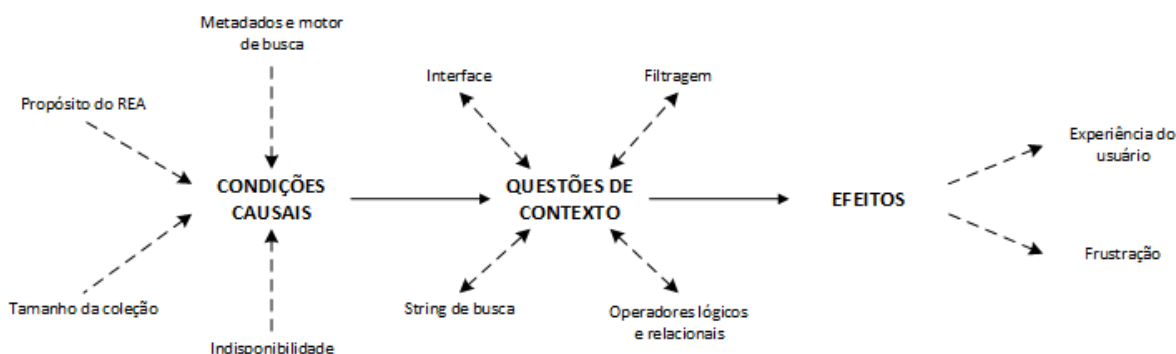 Metadados e motor
de busca
Interface
Filtragem
Propósito do REA
Experiência do
usuário
CONDIÇÕES
CAUSAIS
QUESTÕES DE
CONTEXTO
EFEITOS
Frustração
Tamanho da coleção
String de busca
Operadores lógicos
e relacionais
Indisponibilidade